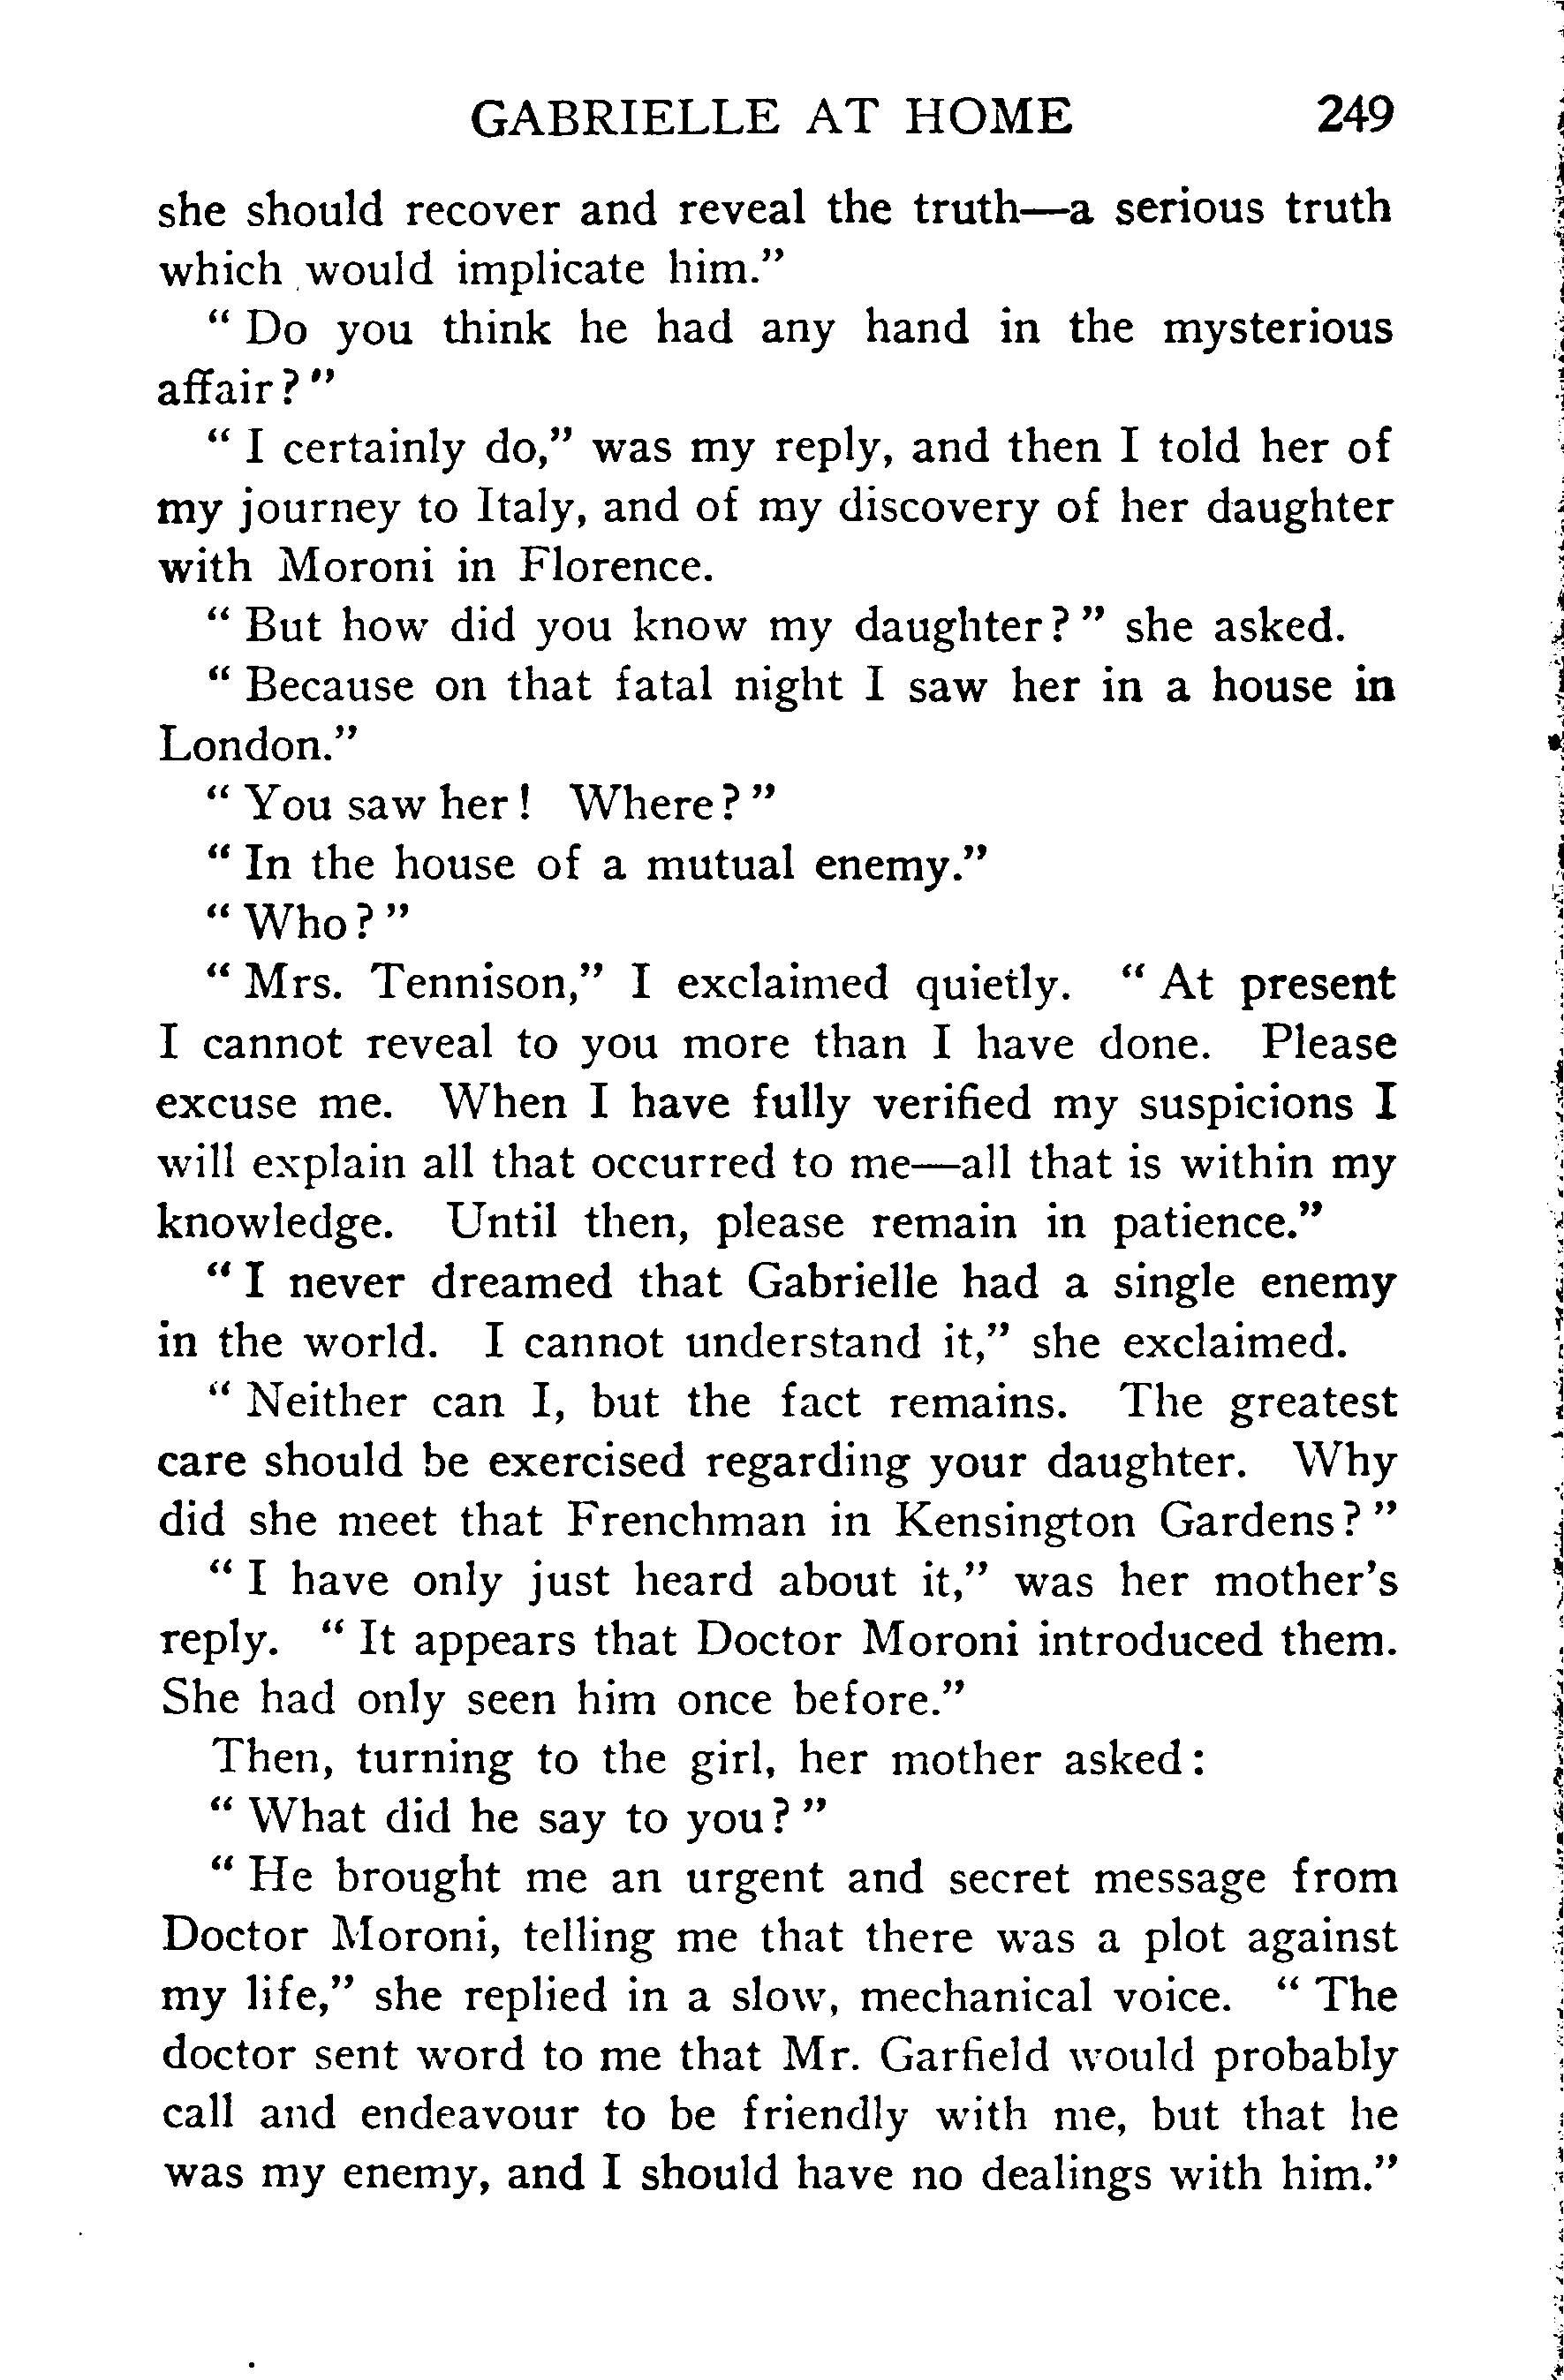 GABRIELLE AT HOME 249
she should recover and reveal the truth—a serious truth
which would implicate him."
" Do you think he had any hand in the mysterious
affair ? "
" I certainly do," was my reply, and then I told her of
my journey to Italy, and of my discovery of her daughter
with Moroni in Florence.
" But how did you know my daughter ? " she asked.
" Because on that fatal night I saw her in a house in
London."
" You saw her ! Where ? "
" In the house of a mutual enemy."
" Who ? "
" Mrs. Tennison," I exclaimed quietly. " At present
I cannot reveal to you more than I have done. Please
excuse me. When I have fully verified my suspicions I
will explain all that occurred to me—all that is within my
knowledge. Until then, please remain in patience."
" I never dreamed that Gabrielle had a single enemy
in the world. I cannot understand it," she exclaimed.
" Neither can I, but the fact remains. The greatest
care should be exercised regarding your daughter. Why
did she meet that Frenchman in Kensington Gardens ? "
" I have only just heard about it," was her mother's
reply. " It appears that Doctor Moroni introduced them.
She had only seen him once before."
Then, turning to the girl, her mother asked :
" What did he say to you ? "
" He brought me an urgent and secret message from
Doctor Moroni, telling me that there was a plot against
my life," she replied in a slow, mechanical voice. " The
doctor sent word to me that Mr. Garfield would probably
call and endeavour to be friendly with me, but that he
was my enemy, and I should have no dealings with him."